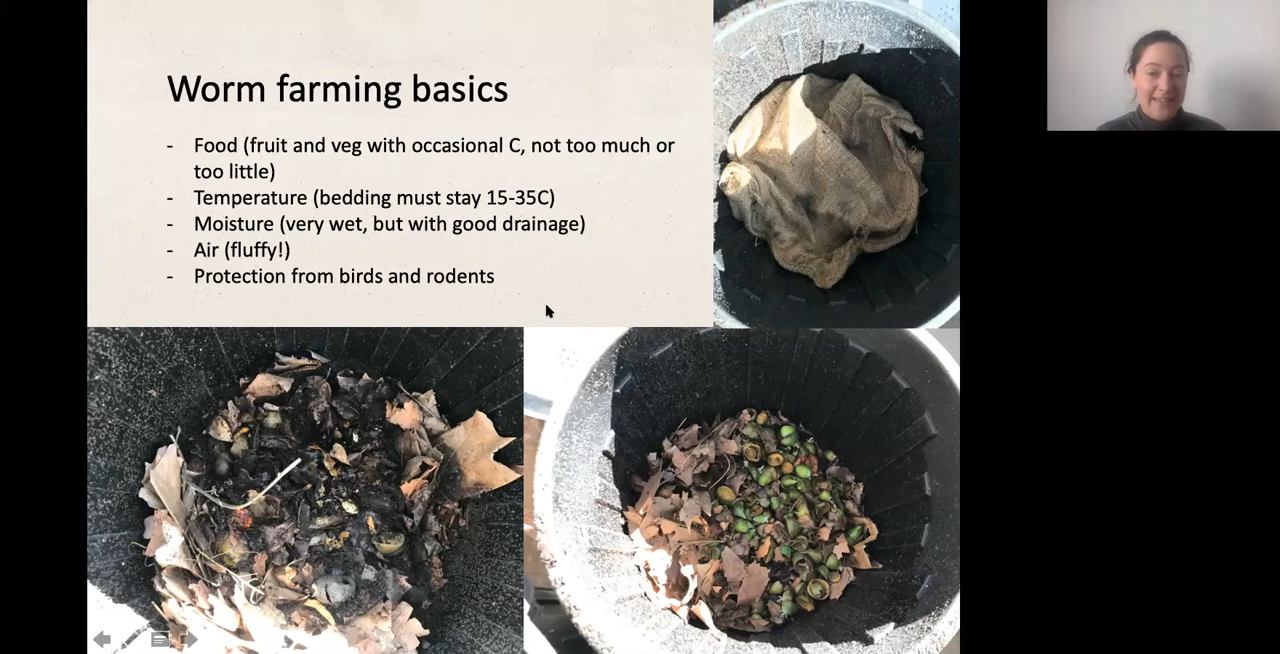 Worm farming basics
- Food (fruit and veg with occasional C, not too much or
too little)
- Temperature (bedding must stay 15-35C)
- Moisture (very wet, but with good drainage)
- Air (fluffy!)
- Protection from birds and rodents